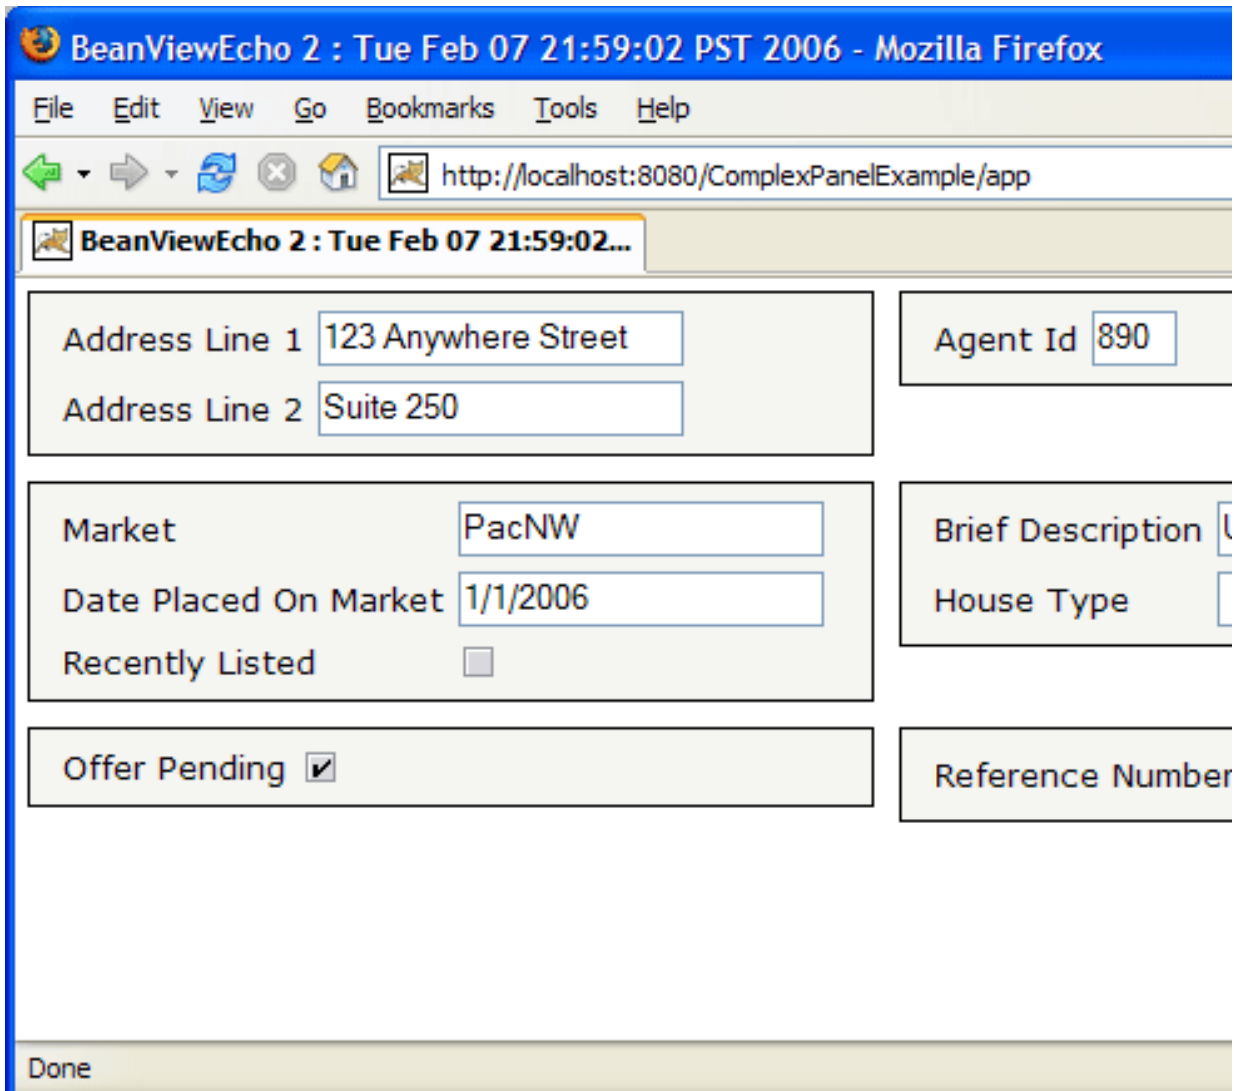 BeanViewEcho 2 : Tue Feb 07 21:59:02 PST 2006 - Mozilla Firefox
File Edit View Go Bookmarks Tools Help
http://localhost:8080/ComplexPanelExample/app
BeanViewEcho 2 : Tue Feb 07 21:59:02...
Address Line 1 123 Anywhere Street
Address Line 2 Suite 250
Agent Id 890
Market PacNW
Date Placed On Market 1/1/2006
Recently Listed
Brief Description
House Type
Offer Pending
Reference Number
Done